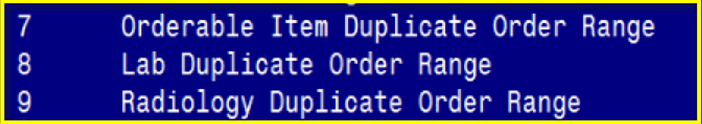 7 Orderable Item Duplicate Order Range
8 Lab Duplicate Order Range
9 Radiology Duplicate Order Range